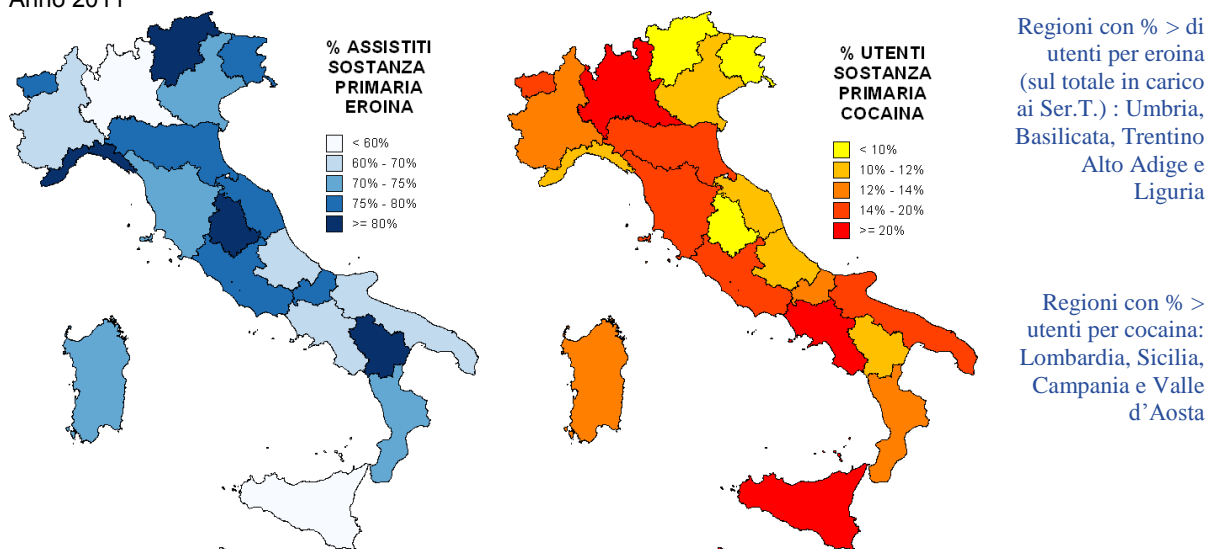 Anno 2011
% ASSISTITI
SOSTANZA
PRIMARIA
EROINA
< 60%
60% - 70%
70% - 75%
75% - 80%
>= 80%
% UTENTI
SOSTANZA
PRIMARIA
COCAINA
< 10%
10% - 12%
12% - 14%
14% - 20%
>= 20%
Regioni con % > di
utenti per eroina
(sul totale in carico
ai Ser.T.) : Umbria,
Basilicata, Trentino
Alto Adige e
Liguria
Regioni con % >
utenti per cocaina:
Lombardia, Sicilia,
Campania e Valle
d’Aosta